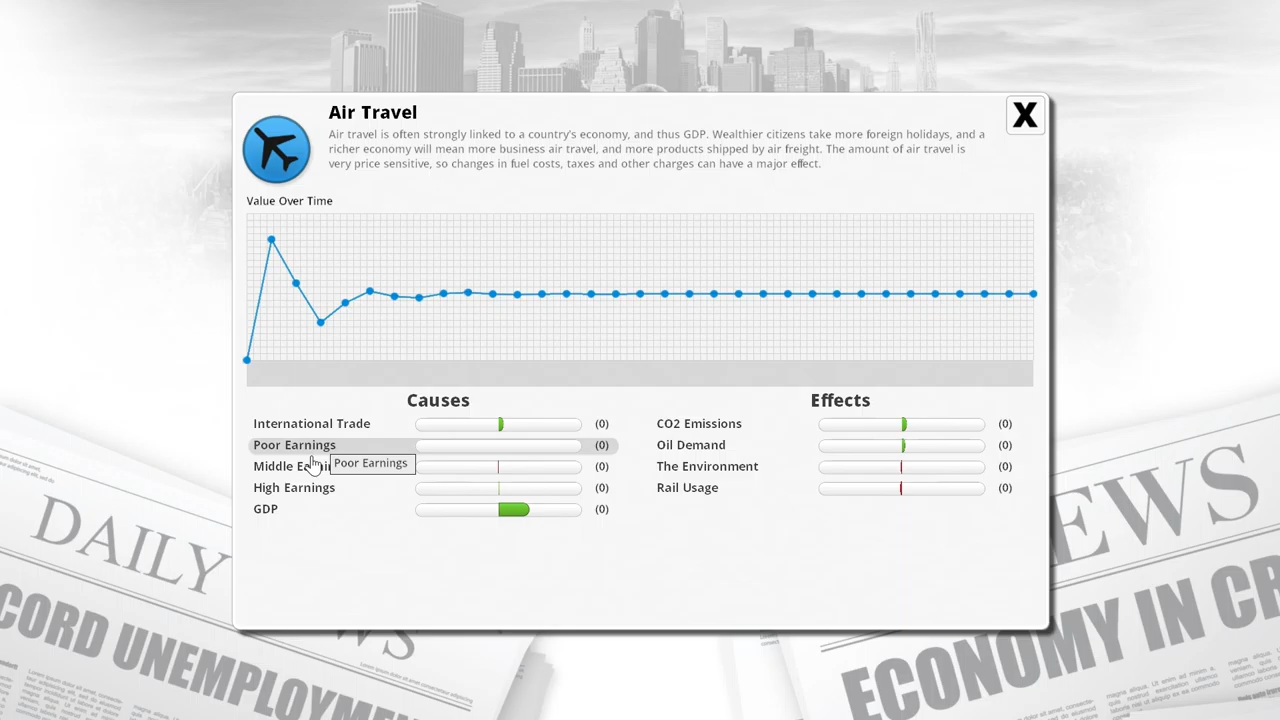 Air Travel
X
Air travel is often strongly linked to a country's economy, and thus GDP. Wealthier citizens take more foreign holidays, and a
richer economy will mean more business air travel, and more products shipped by air freight. The amount of air travel is
very price sensitive, so changes in fuel costs, taxes and other charges can have a major effect.
Value Over Time
Causes
Effects
International Trade (0)
CO2 Emissions (0)
Poor Earnings (0)
Oil Demand (0)
Poor Earnings
Middle (0)
The Environment (0)
High Earnings (0)
Rail Usage (0)
GDP (0)
DAILY
NEWS
CORD UNEMPLOYME
ECONOMY IN CR